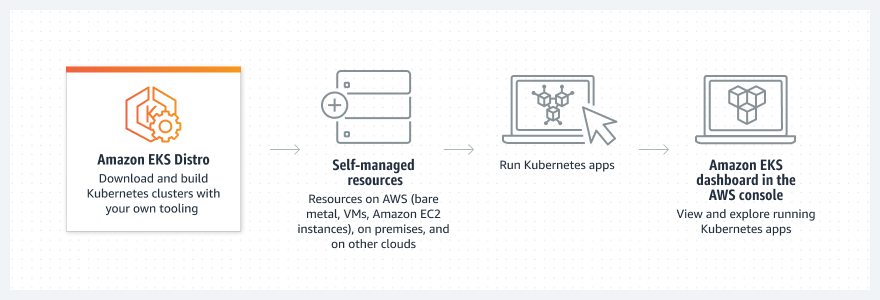 Amazon EKS Distro
Download and build
Kubernetes clusters with
your own tooling
Self-managed
resources
Resources on AWS (bare
metal, VMs, Amazon EC2
instances), on premises, and
on other clouds
Run Kubernetes apps
Amazon EKS
dashboard in the
AWS console
View and explore running
Kubernetes apps